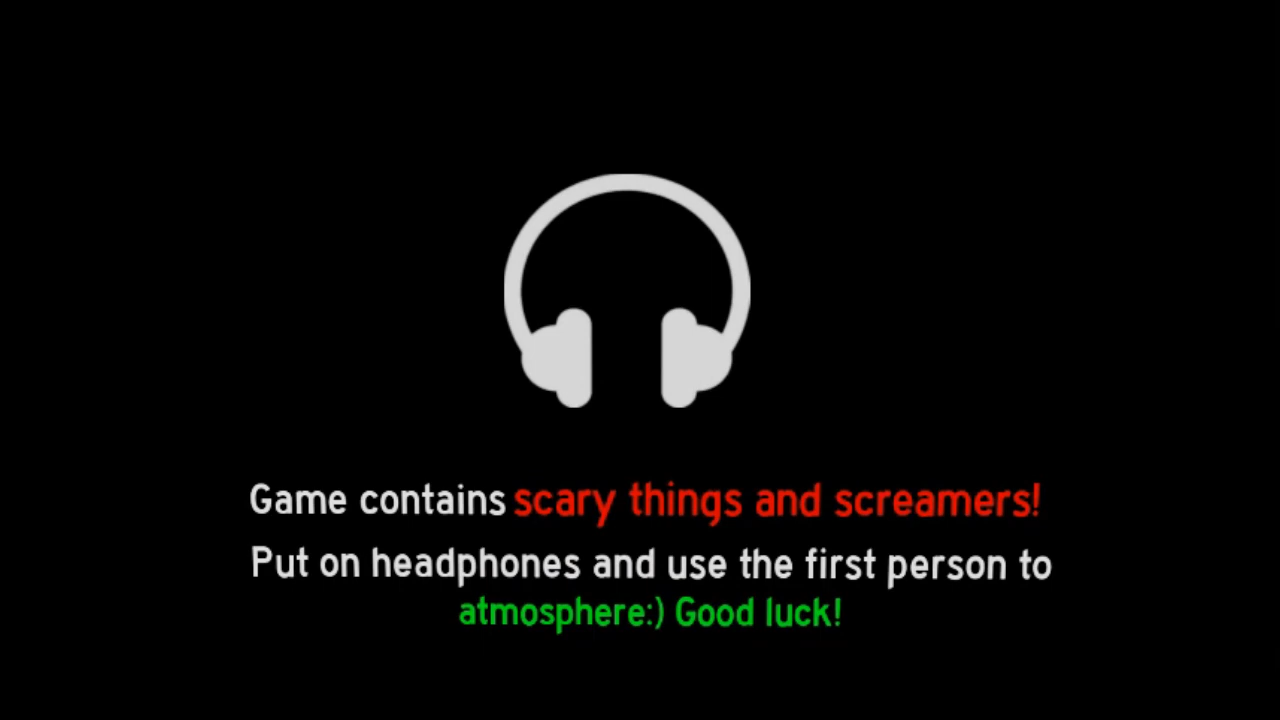 Game contains scary things and screamers!
Put on headphones and use the first person to
atmosphere:) Good luck!